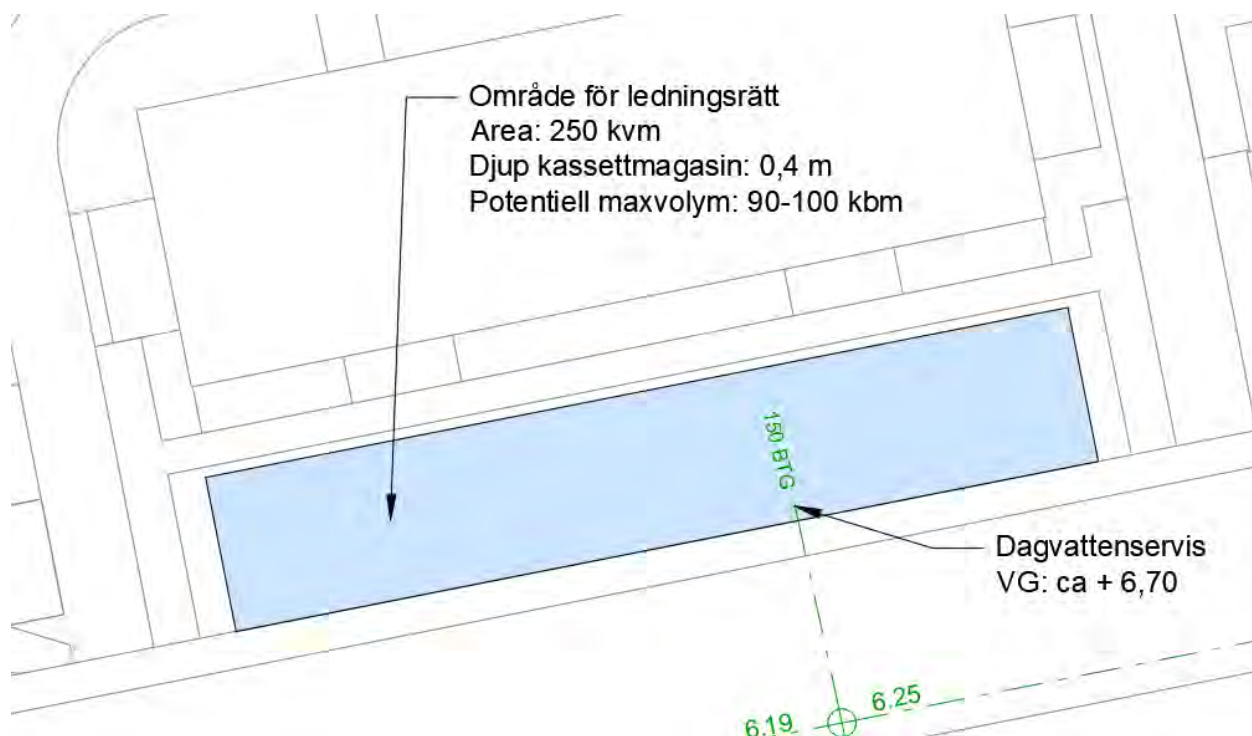 Område för ledningsrätt
Area: 250 kvm
Djup kassettmagasin: 0,4 m
Potentiell maxvolym: 90-100 kbm
150 BTG
Dagvattenservis
VG: ca + 6,70
6.19
6.25